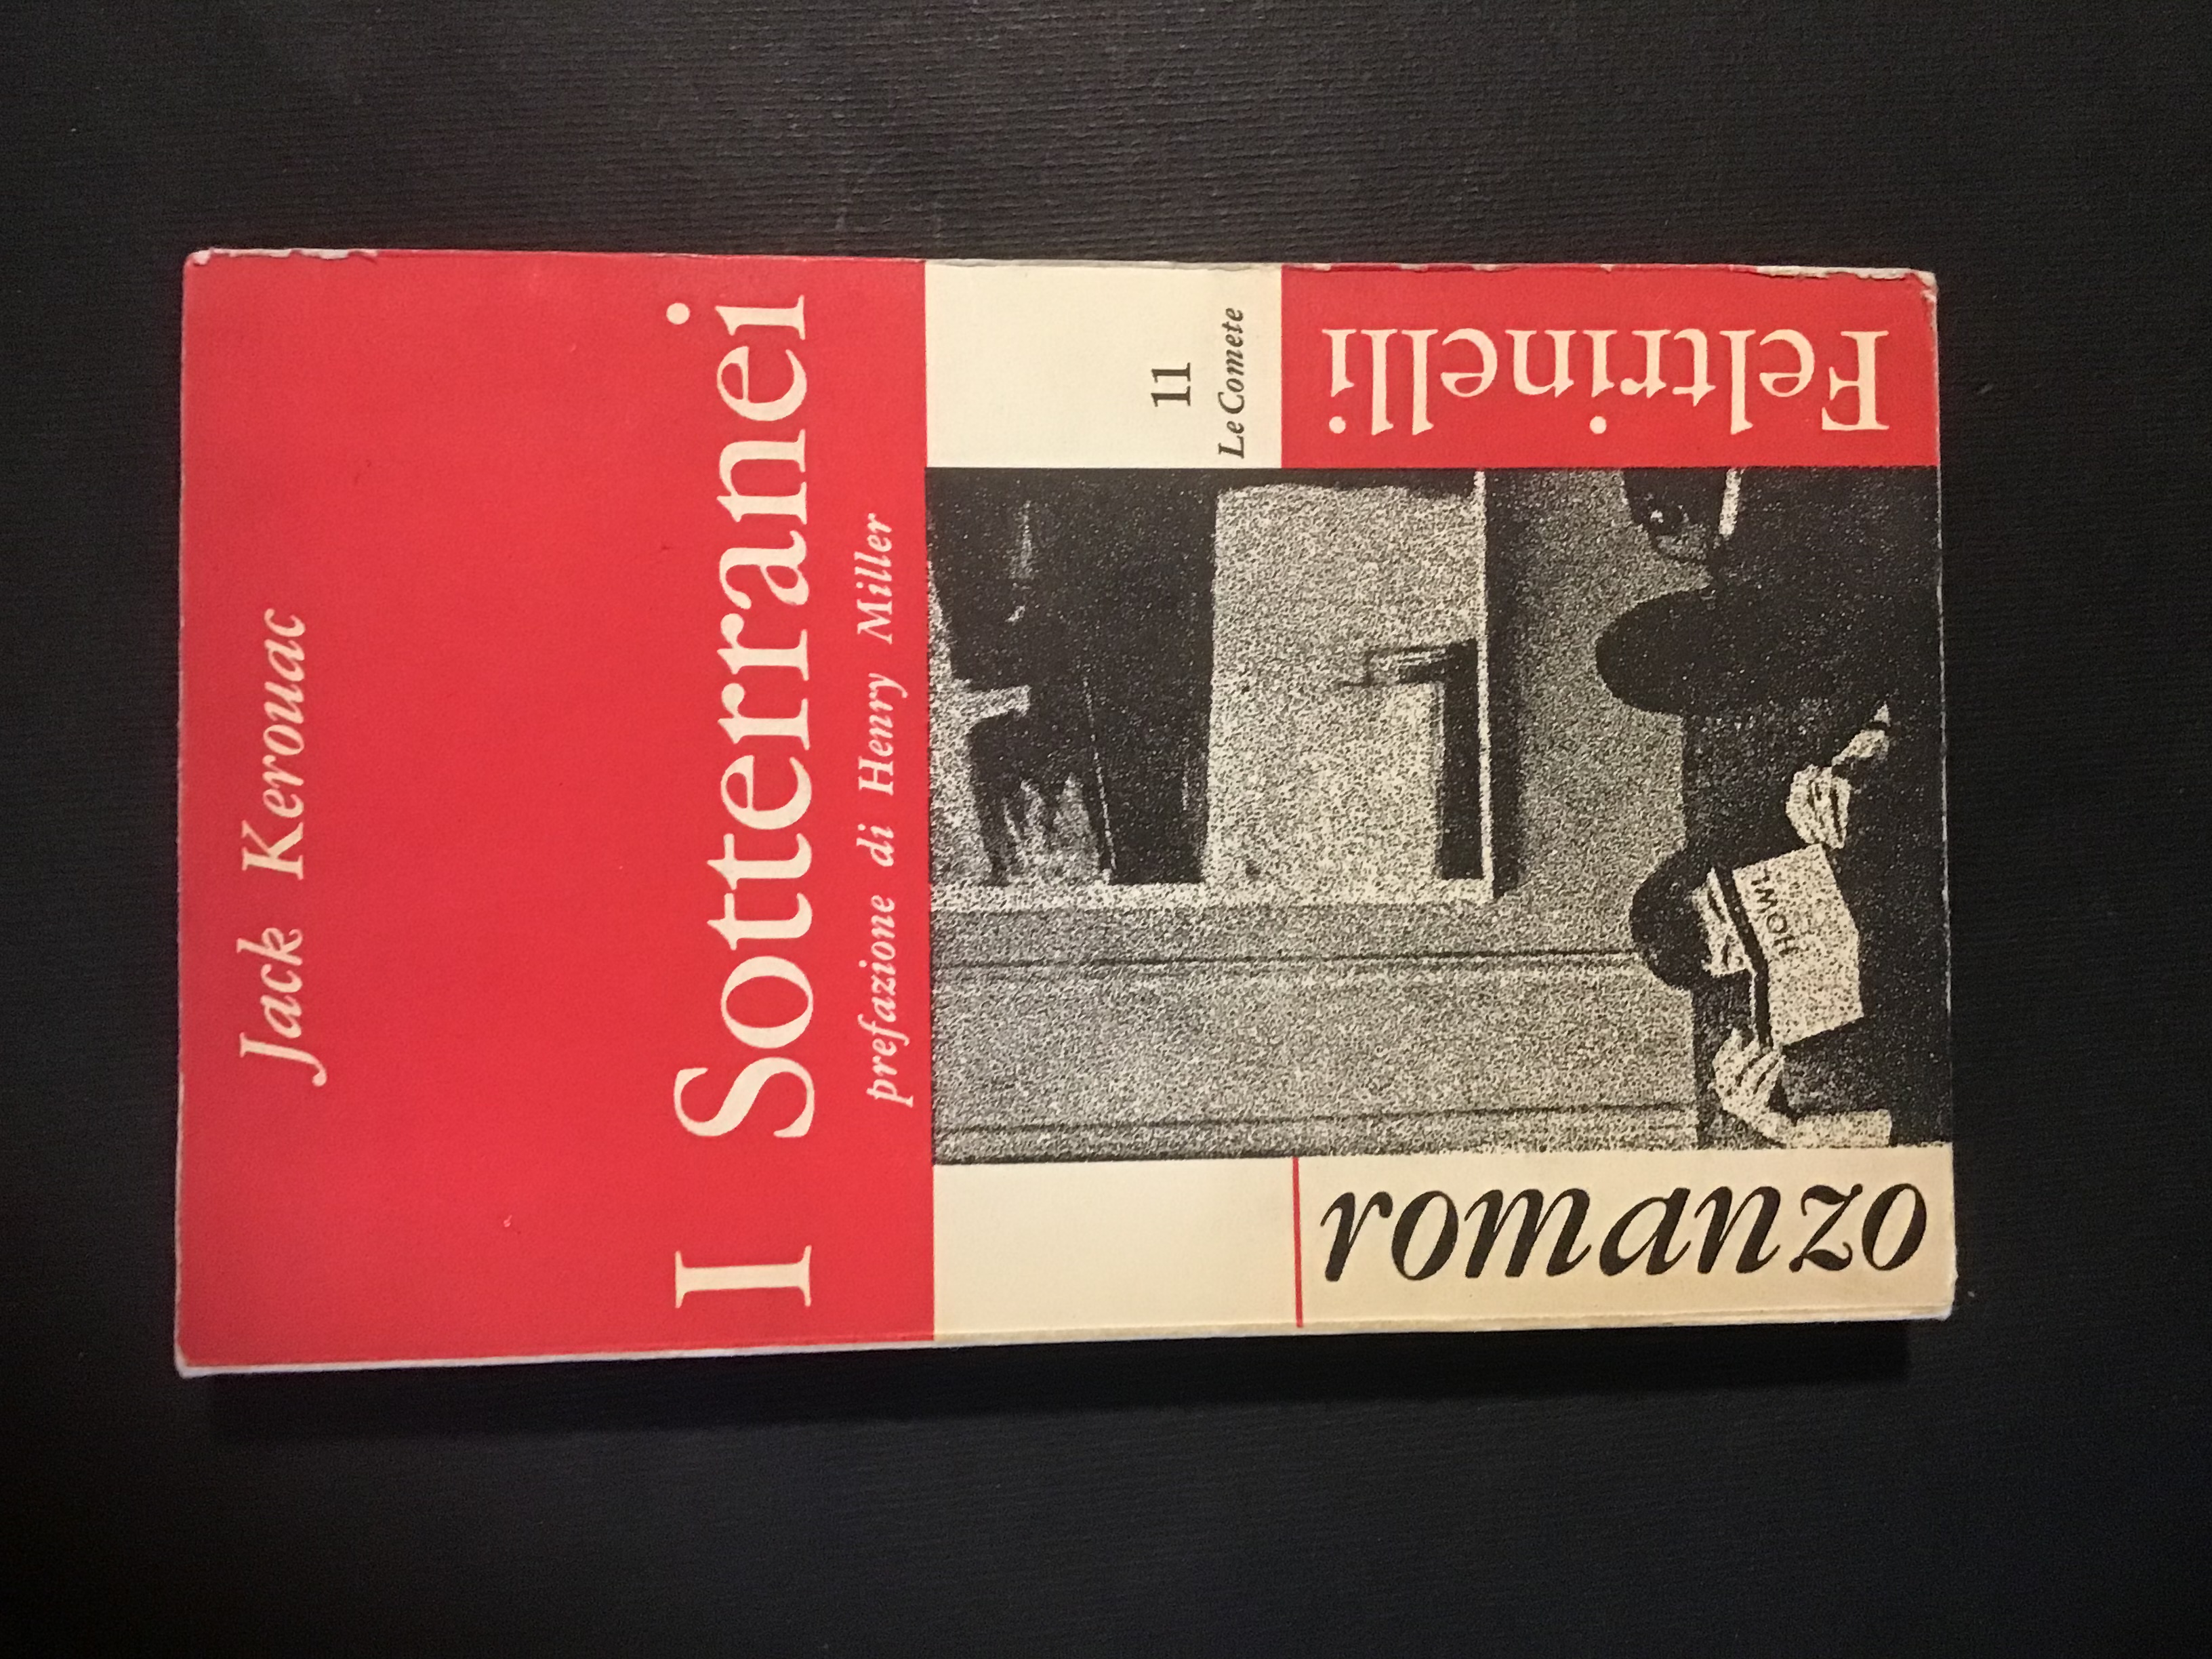 Jack Kerouac
I Sotterranei
prefazione di Henry Miller
11
Le Comete
Feltrinelli
HOWL
romanzo